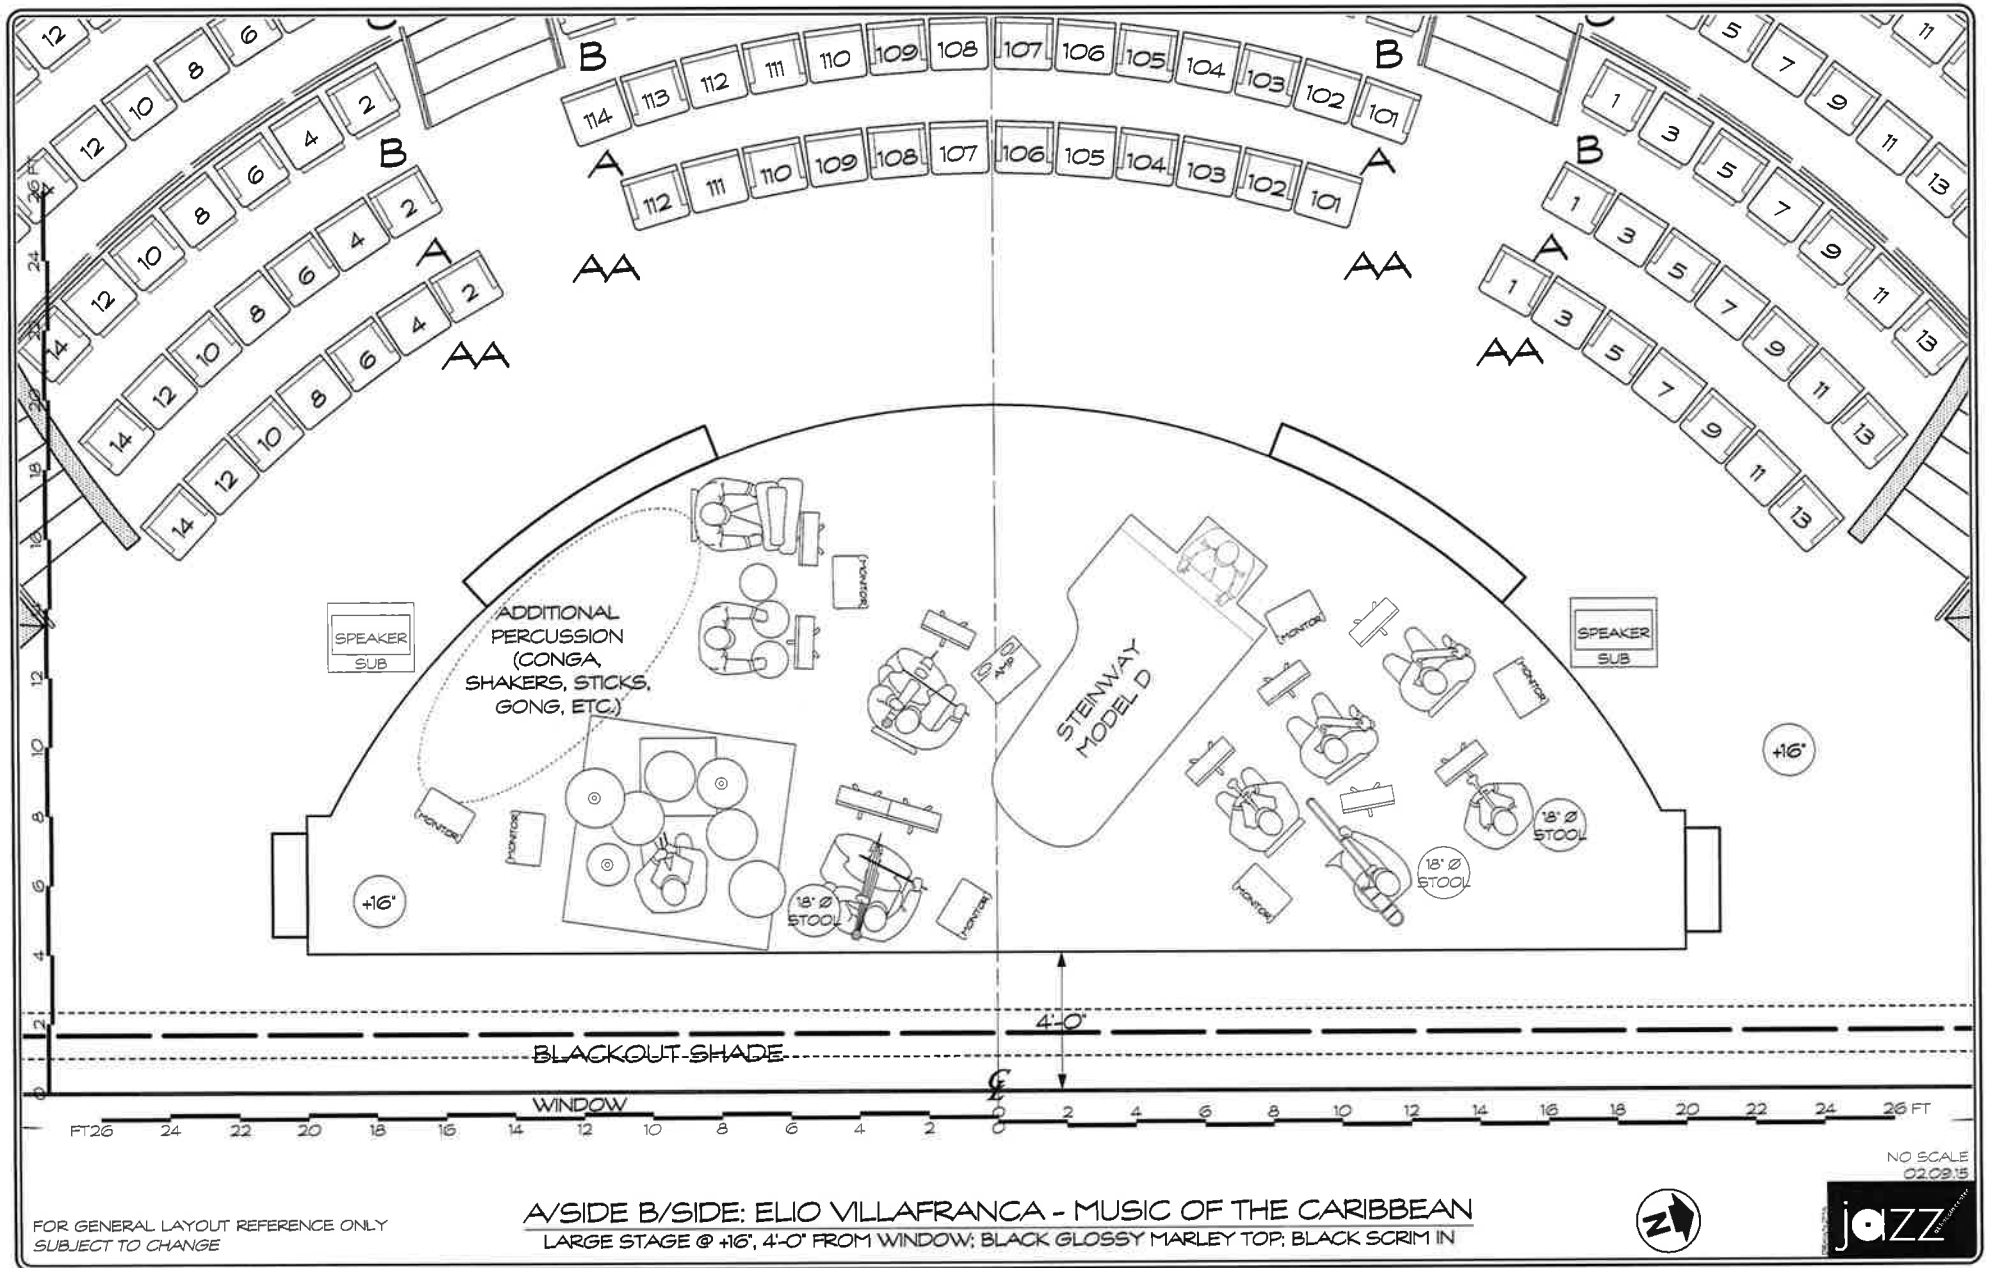 12
6
8
10
12
14
C
B
B
C
5
7
9
11
13
11
2
4
6
8
10
12
14
114
113
112
111
110
109
108
107
106
105
104
103
102
101
1
3
5
7
9
11
13
B
A
A
B
2
4
6
8
10
12
14
112
111
110
109
108
107
106
105
104
103
102
101
1
3
5
7
9
11
13
A
AA
AA
A
2
4
6
8
10
12
14
1
3
5
7
9
11
13
AA
AA
26 FT
24
22
20
18
16
14
12
10
8
6
4
2
0
ADDITIONAL
PERCUSSION
(CONGA,
SHAKERS, STICKS,
GONG, ETC.)
SPEAKER
SUB
MONITOR
AMP
STEINWAY
MODEL D
MONITOR
MONITOR
SPEAKER
SUB
+16"
MONITOR
MONITOR
+16"
18" Ø
STOOL
MONITOR
MONITOR
18" Ø
STOOL
18" Ø
STOOL
4'-0"
BLACKOUT SHADE
℄
WINDOW
FT26 24 22 20 18 16 14 12 10 8 6 4 2 0
0 2 4 6 8 10 12 14 16 18 20 22 24 26 FT
NO SCALE
02.09.15
A/SIDE B/SIDE: ELIO VILLAFRANCA - MUSIC OF THE CARIBBEAN
LARGE STAGE @ +16", 4'-0" FROM WINDOW; BLACK GLOSSY MARLEY TOP; BLACK SCRIM IN
FOR GENERAL LAYOUT REFERENCE ONLY
SUBJECT TO CHANGE
N
jazz